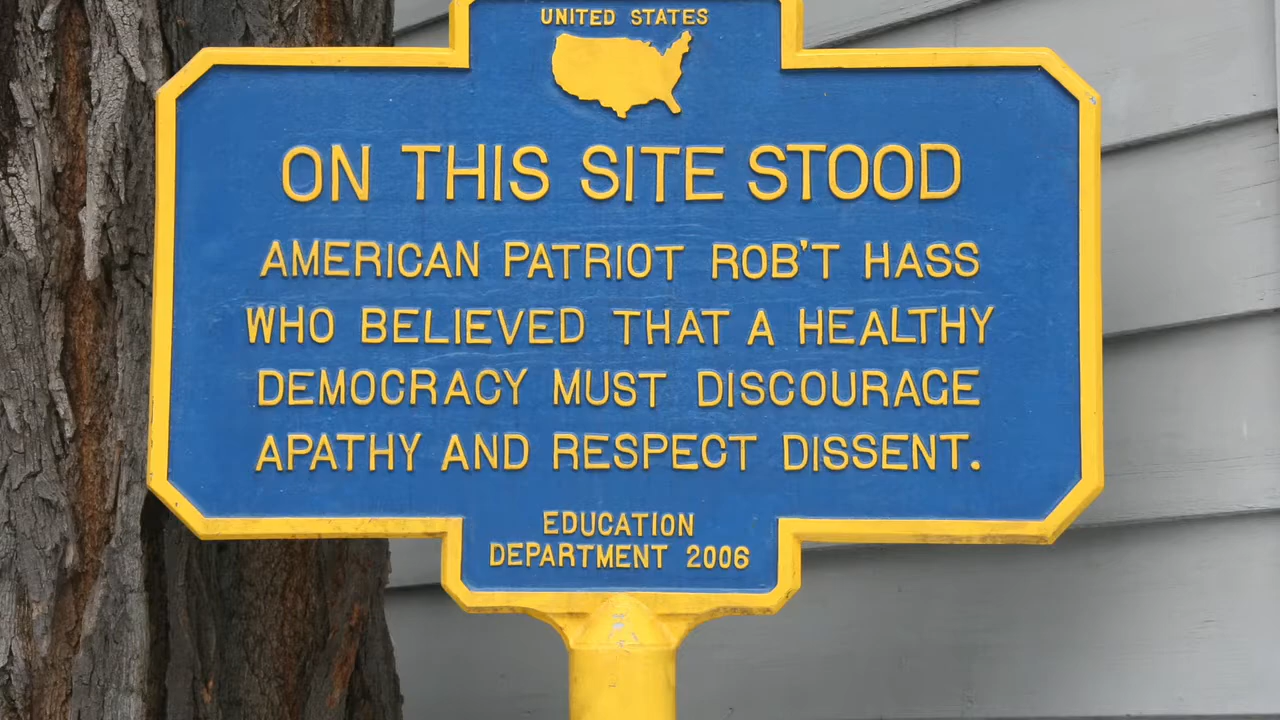 UNITED STATES
ON THIS SITE STOOD
AMERICAN PATRIOT ROB'T HASS
WHO BELIEVED THAT A HEALTHY
DEMOCRACY MUST DISCOURAGE
APATHY AND RESPECT DISSENT.
EDUCATION
DEPARTMENT 2006